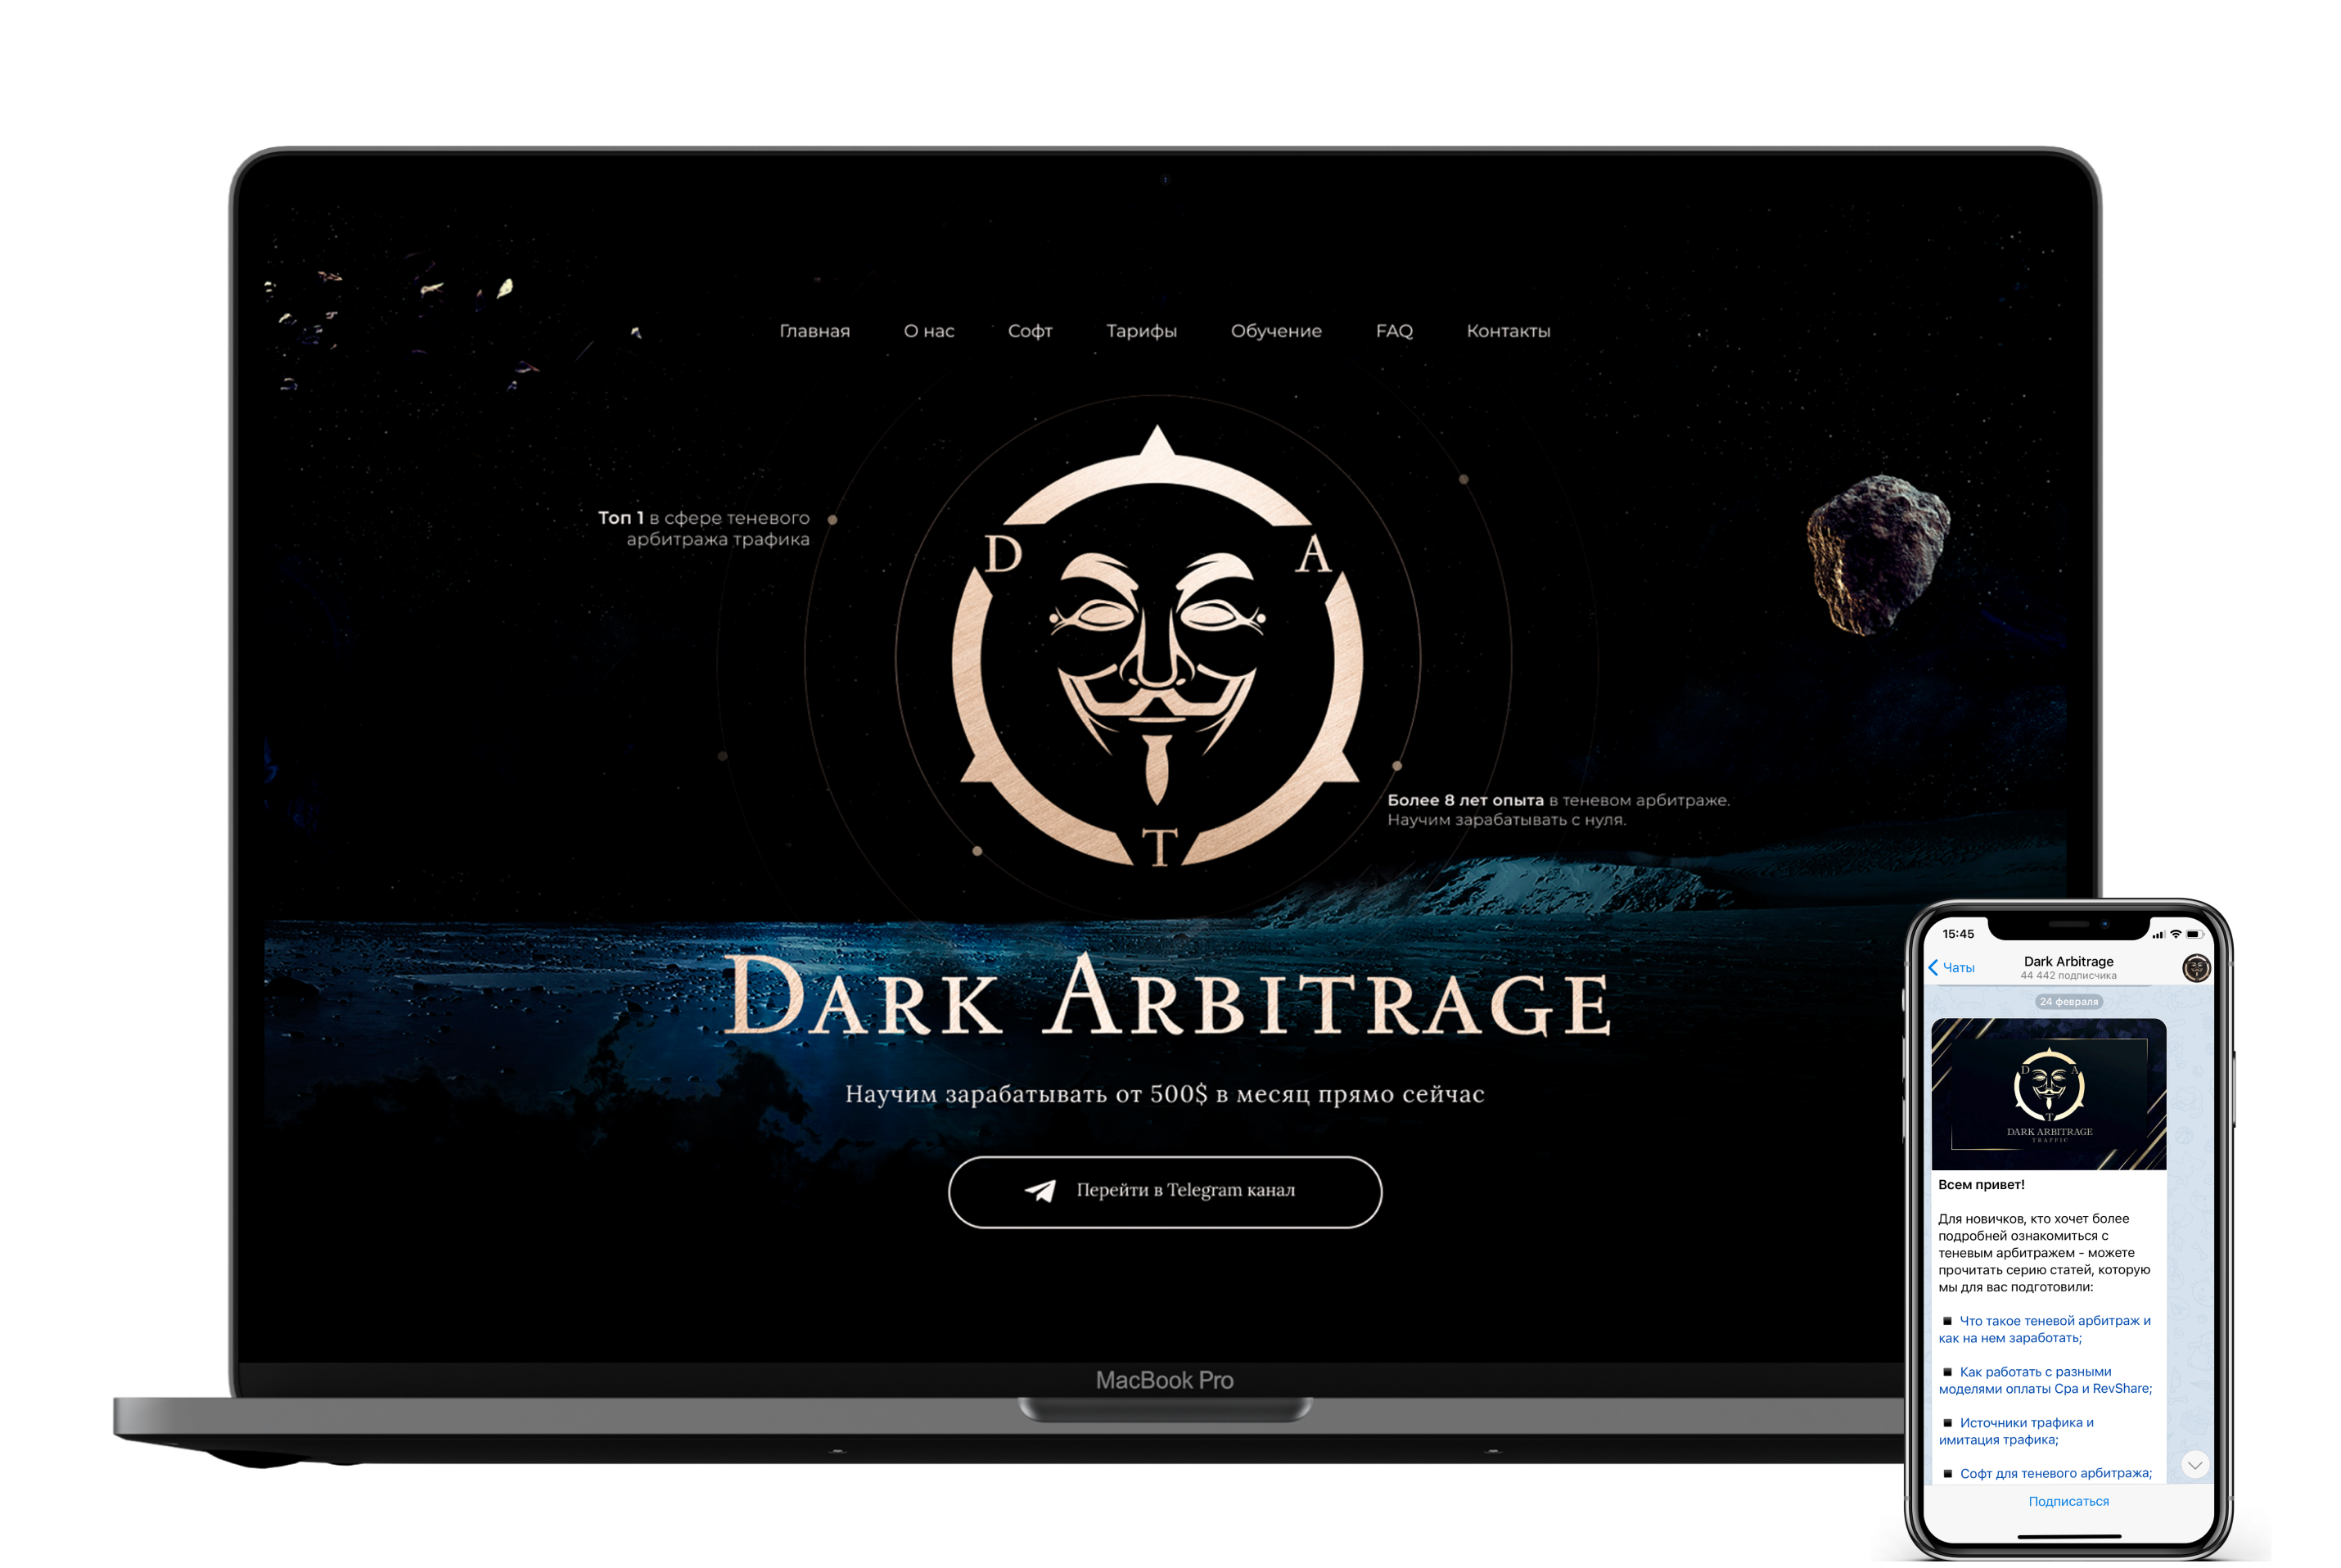 Главная О нас Софт Тарифы Обучение FAQ Контакты
Топ 1 в сфере теневого
арбитража трафика
D A
T
Более 8 лет опыта в теневом арбитраже.
Научим зарабатывать с нуля.
DARK ARBITRAGE
Научим зарабатывать от 500$ в месяц прямо сейчас
Перейти в Telegram канал
MacBook Pro
15:45
Чаты
Dark Arbitrage
44 442 подписчика
24 февраля
D A
T
DARK ARBITRAGE
TRAFFIC
Всем привет!
Для новичков, кто хочет более
подробней ознакомиться с
теневым арбитражем - можете
прочитать серию статей, которую
мы для вас подготовили:
Что такое теневой арбитраж и
как на нем заработать;
Как работать с разными
моделями оплаты Cpa и RevShare;
Источники трафика и
имитация трафика;
Софт для теневого арбитража;
Подписаться